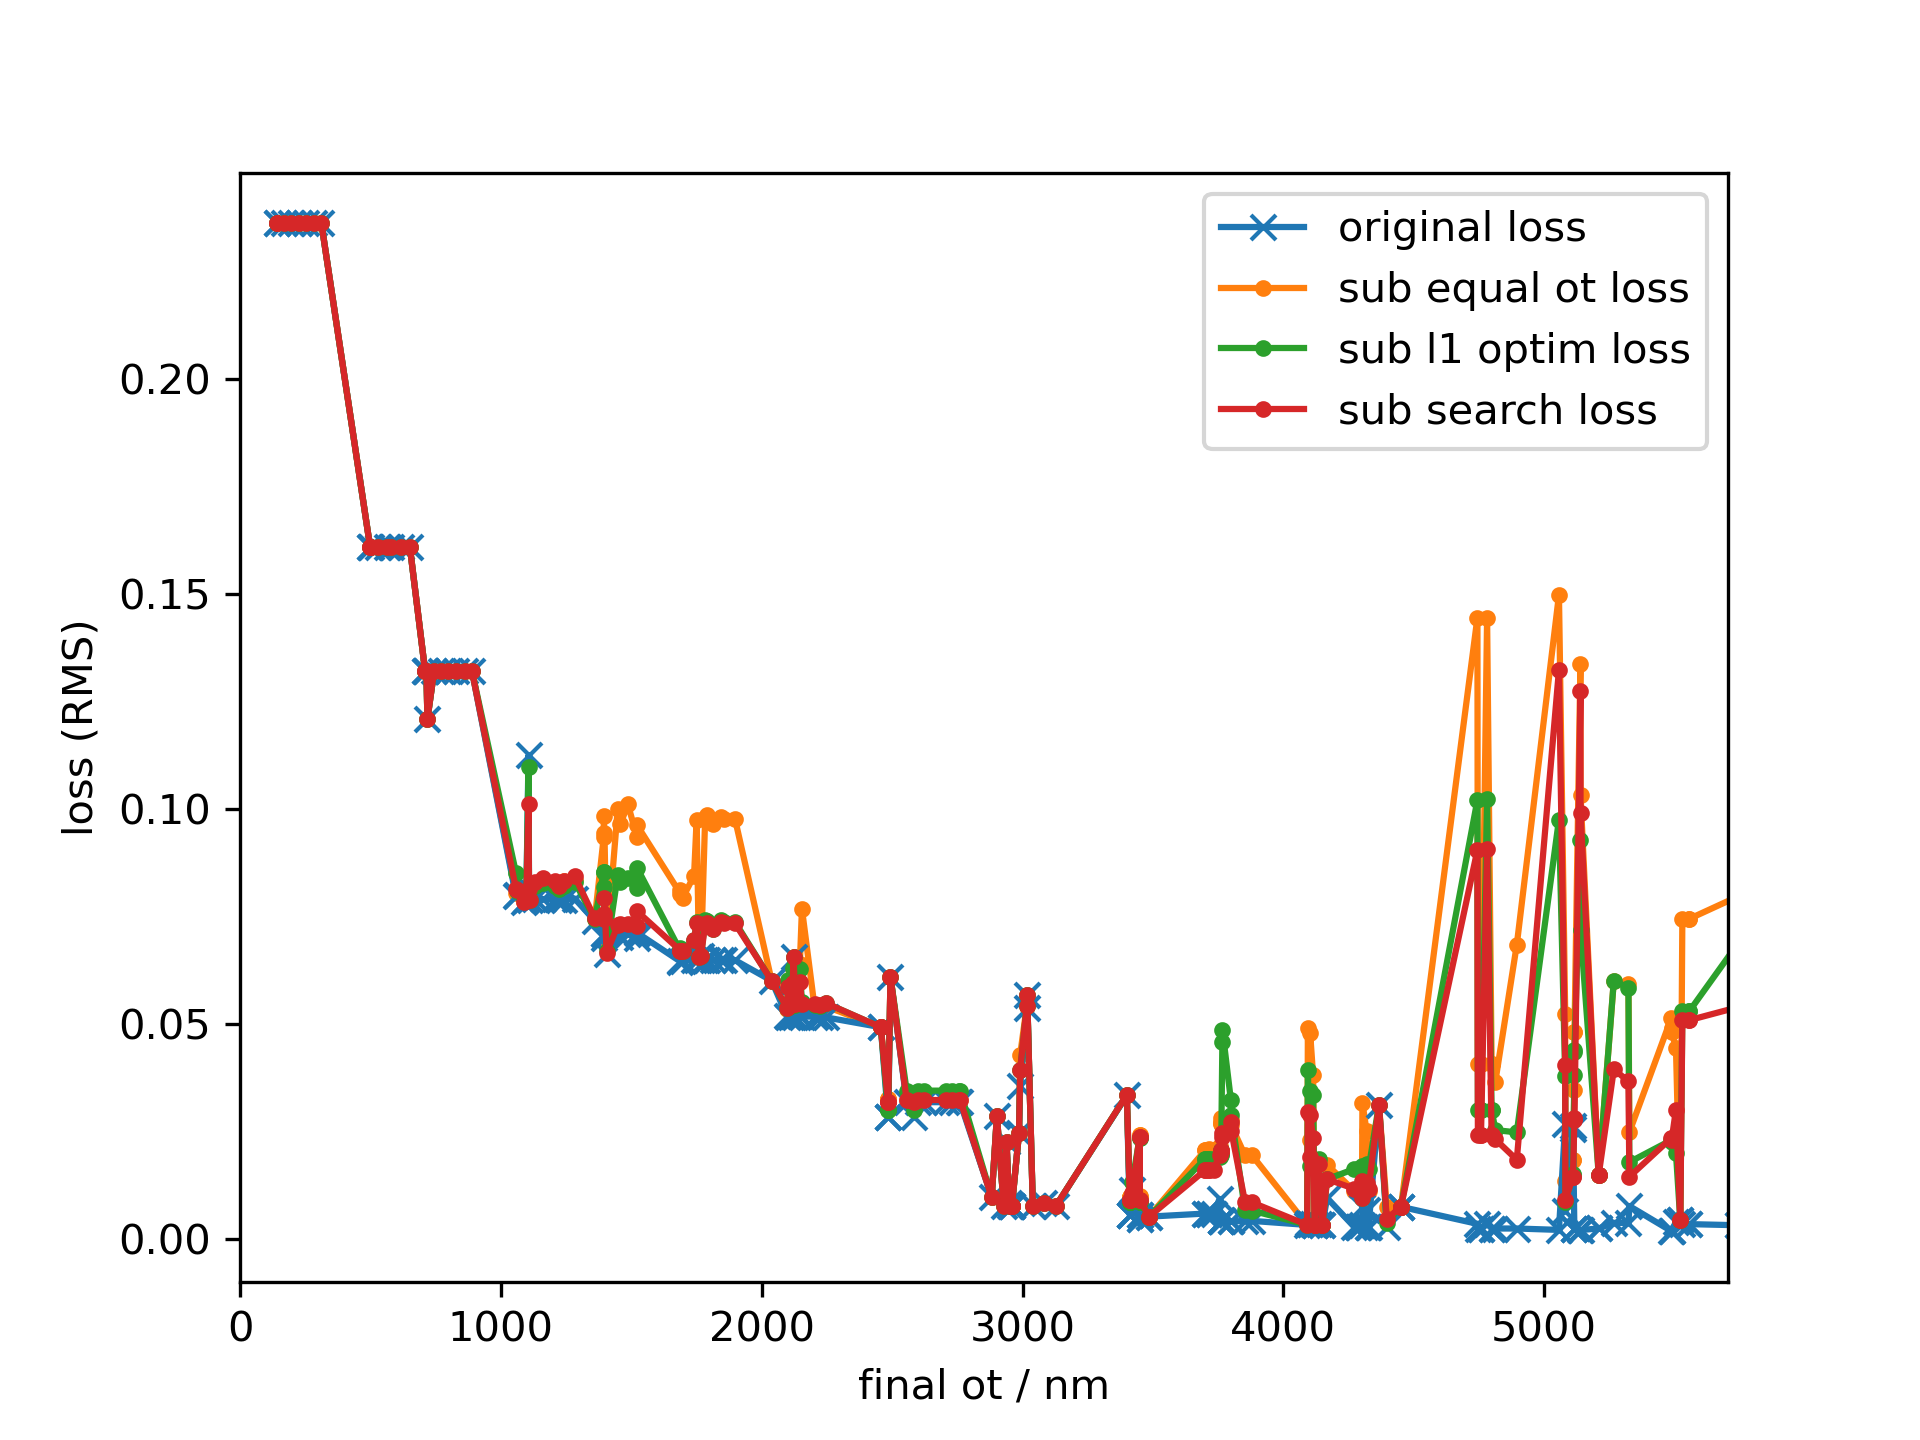 original loss
sub equal ot loss
sub l1 optim loss
sub search loss
loss (RMS)
0.20
0.15
0.10
0.05
0.00
0 1000 2000 3000 4000 5000
final ot / nm